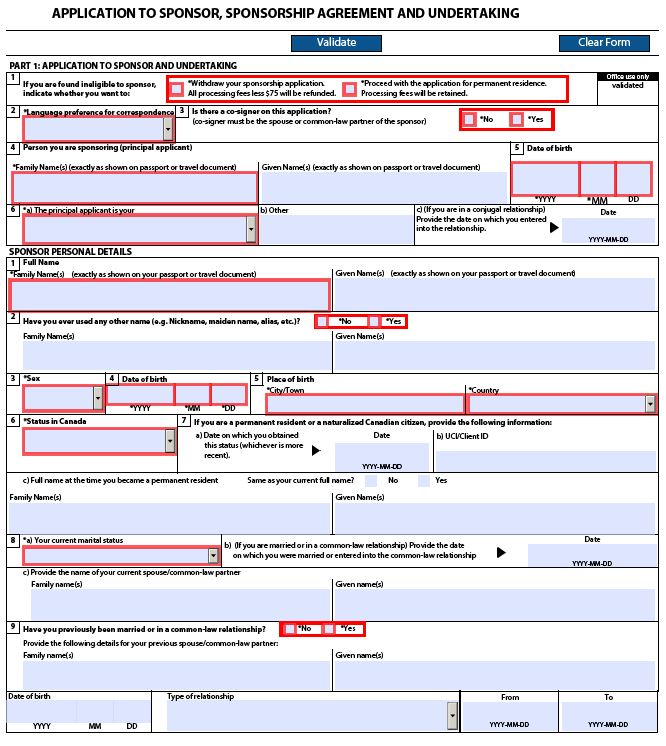 APPLICATION TO SPONSOR, SPONSORSHIP AGREEMENT AND UNDERTAKING
Validate
Clear Form
PART 1: APPLICATION TO SPONSOR AND UNDERTAKING
1
If you are found ineligible to sponsor,
indicate whether you want to:
*Withdraw your sponsorship application.
All processing fees less $75 will be refunded.
*Proceed with the application for permanent residence.
Processing fees will be retained.
Office use only
validated
2 *Language preference for correspondence
3 Is there a co-signer on this application?
(co-signer must be the spouse or common-law partner of the sponsor)
*No *Yes
4 Person you are sponsoring (principal applicant)
*Family Name(s) (exactly as shown on passport or travel document)
Given Name(s) (exactly as shown on passport or travel document)
5 Date of birth
*YYYY *MM DD
6 *a) The principal applicant is your
b) Other
c) (If you are in a conjugal relationship)
Provide the date on which you entered
into the relationship.
Date
YYYY-MM-DD
SPONSOR PERSONAL DETAILS
1 Full Name
*Family Name(s) (exactly as shown on your passport or travel document)
Given Name(s) (exactly as shown on your passport or travel document)
2 Have you ever used any other name (e.g. Nickname, maiden name, alias, etc.)? *No *Yes
Family Name(s)
Given Name(s)
3 *Sex
4 Date of birth
*YYYY *MM *DD
5 Place of birth
*City/Town
*Country
6 *Status in Canada
7 If you are a permanent resident or a naturalized Canadian citizen, provide the following information:
a) Date on which you obtained
this status (whichever is more
recent).
Date
YYYY-MM-DD
b) UCI/Client ID
c) Full name at the time you became a permanent resident Same as your current full name? No Yes
Family Name(s)
Given Name(s)
8 *a) Your current marital status
b) (If you are married or in a common-law relationship) Provide the date
on which you were married or entered into the common-law relationship
Date
YYYY-MM-DD
c) Provide the name of your current spouse/common-law partner
Family name(s)
Given name(s)
9 Have you previously been married or in a common-law relationship? *No *Yes
Provide the following details for your previous spouse/common-law partner:
Family name(s)
Given name(s)
Date of birth
YYYY MM DD
Type of relationship
From
YYYY-MM-DD
To
YYYY-MM-DD